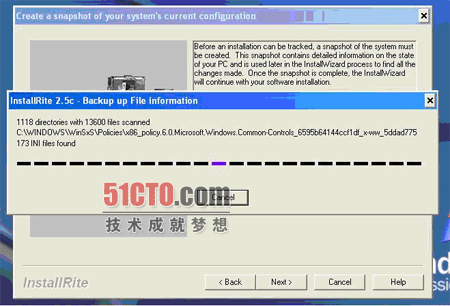 Create a snapshot of your system's current configuration
Before an installation can be tracked, a snapshot of the system must
be created. This snapshot contains detailed information on the state
of your PC and is used later in the InstallWizard process to find all the
changes made. Once the snapshot is complete, the InstallWizard
will continue with your software installation.
InstallRite 2.5c - Backup up File information
1118 directories with 13600 files scanned
C:\WINDOWS\WinSxS\Policies\x86_policy.6.0.Microsoft.Windows.Common-Controls_6595b64144ccf1df_x-ww_5ddad775
173 INI files found
Cancel
51CTO.com
技术成就梦想
InstallRite
< Back
Next >
Cancel
Help